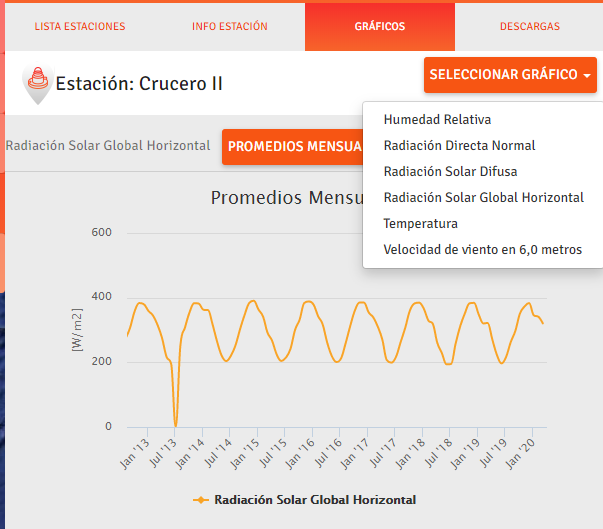 LISTA ESTACIONES
INFO ESTACIÓN
GRÁFICOS
DESCARGAS
Estación: Crucero II
SELECCIONAR GRÁFICO
Humedad Relativa
Radiación Directa Normal
Radiación Solar Difusa
Radiación Solar Global Horizontal
Temperatura
Velocidad de viento en 6,0 metros
Radiación Solar Global Horizontal
PROMEDIOS MENSUA
Promedios Mensu
600
400
200
0
[W/ m2]
Jan '13
Jul '13
Jan '14
Jul '14
Jan '15
Jul '15
Jan '16
Jul '16
Jan '17
Jul '17
Jan '18
Jul '18
Jan '19
Jul '19
Jan '20
Radiación Solar Global Horizontal